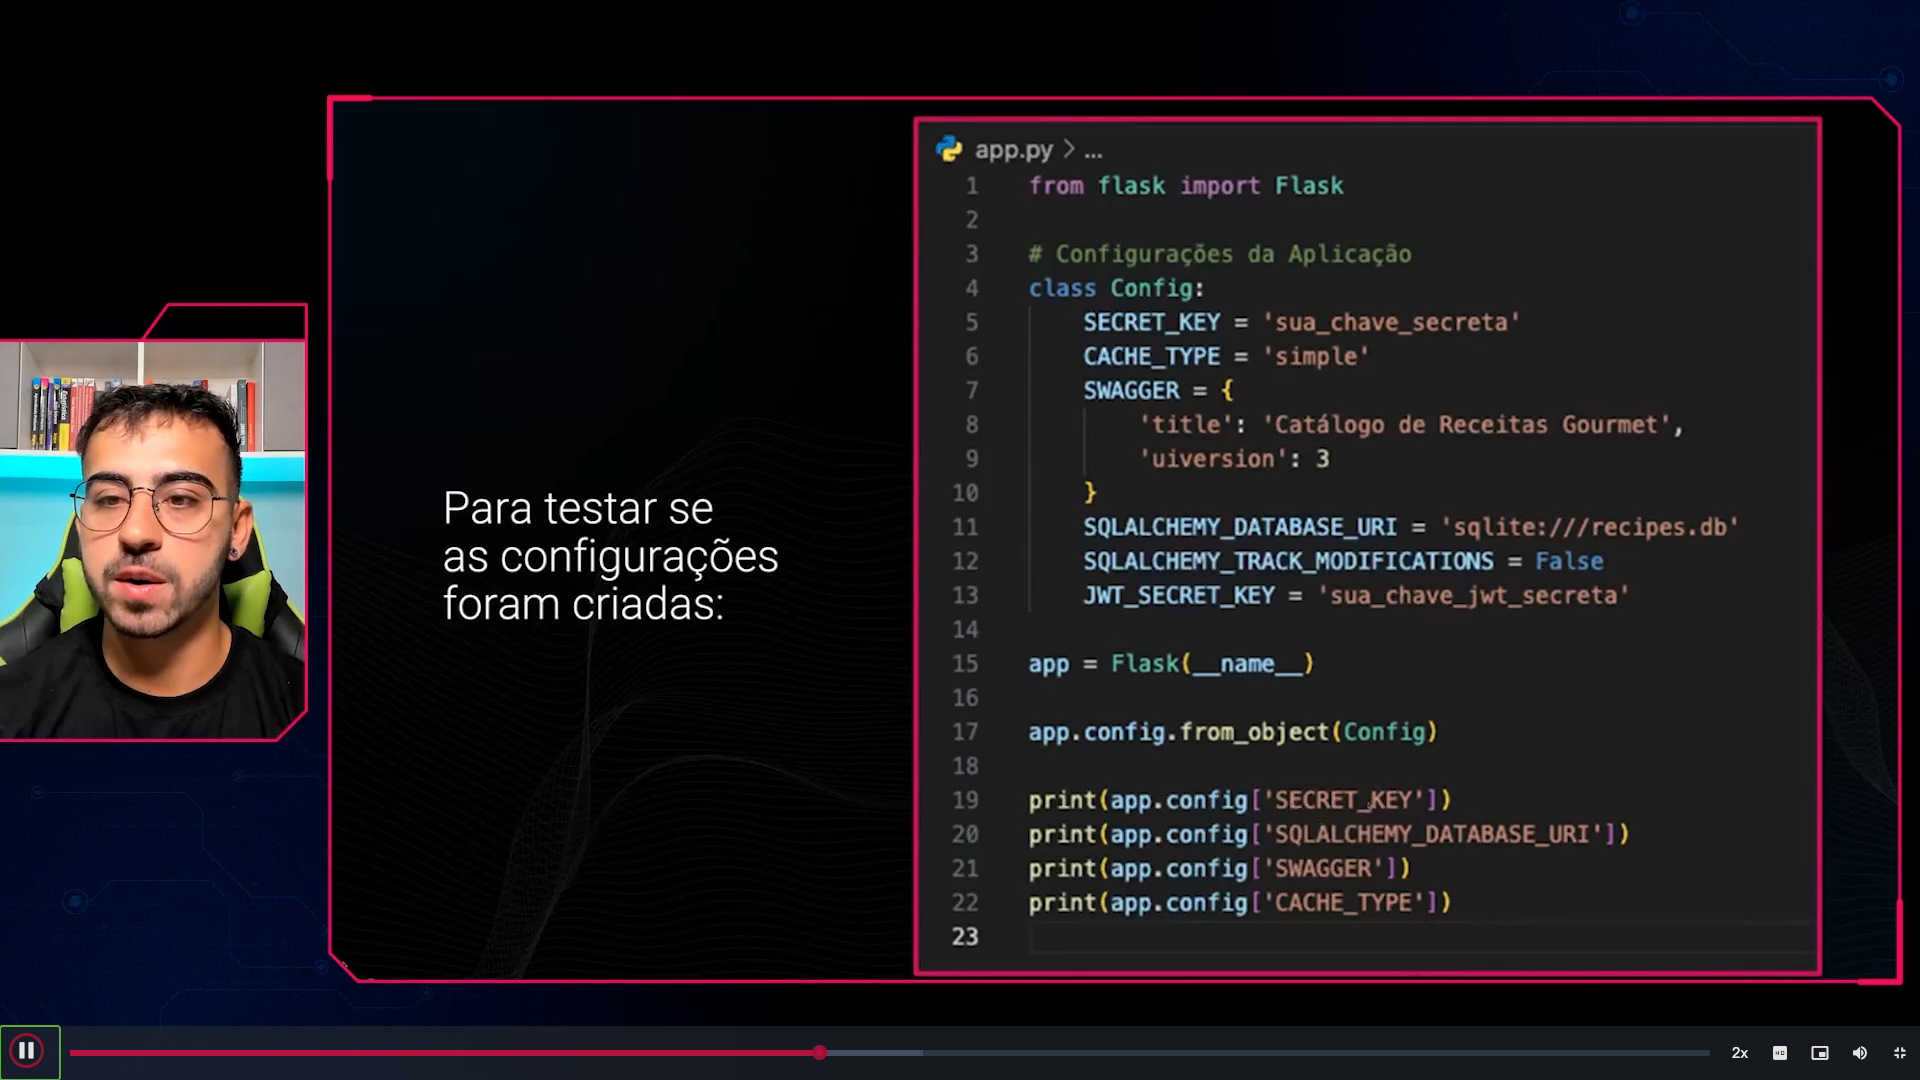 Para testar se
as configurações
foram criadas:
app.py > ...
1 from flask import Flask
2
3 # Configurações da Aplicação
4 class Config:
5     SECRET_KEY = 'sua_chave_secreta'
6     CACHE_TYPE = 'simple'
7     SWAGGER = {
8         'title': 'Catálogo de Receitas Gourmet',
9         'uiversion': 3
10     }
11     SQLALCHEMY_DATABASE_URI = 'sqlite:///recipes.db'
12     SQLALCHEMY_TRACK_MODIFICATIONS = False
13     JWT_SECRET_KEY = 'sua_chave_jwt_secreta'
14
15 app = Flask(__name__)
16
17 app.config.from_object(Config)
18
19 print(app.config['SECRET_KEY'])
20 print(app.config['SQLALCHEMY_DATABASE_URI'])
21 print(app.config['SWAGGER'])
22 print(app.config['CACHE_TYPE'])
23
2x